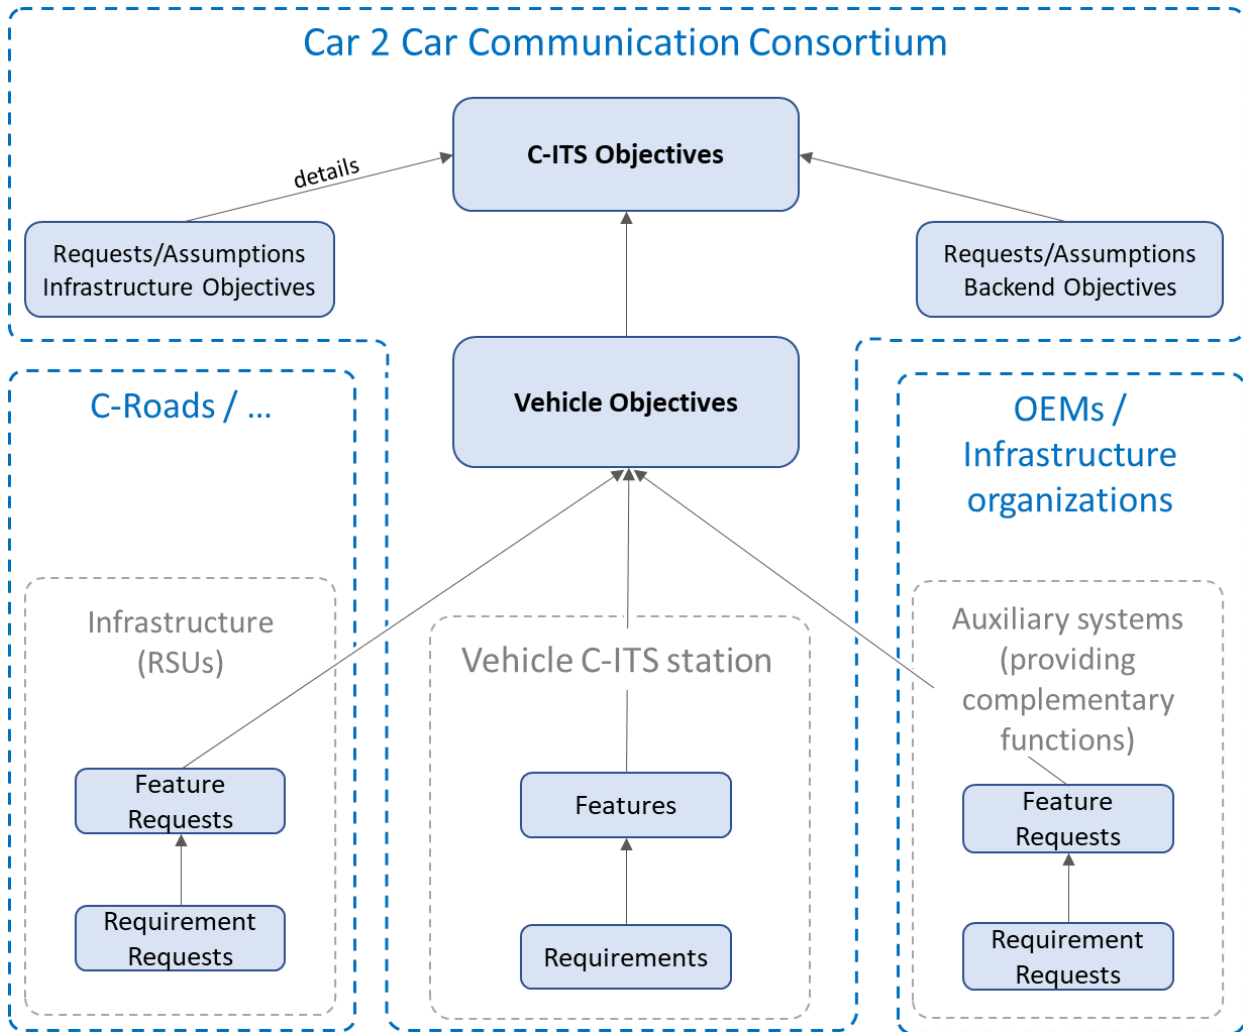 Car 2 Car Communication Consortium
C-ITS Objectives
details
Requests/Assumptions
Infrastructure Objectives
Requests/Assumptions
Backend Objectives
Vehicle Objectives
C-Roads / ...
OEMs /
Infrastructure
organizations
Infrastructure
(RSUs)
Vehicle C-ITS station
Auxiliary systems
(providing
complementary
functions)
Feature
Requests
Features
Feature
Requests
Requirement
Requests
Requirements
Requirement
Requests